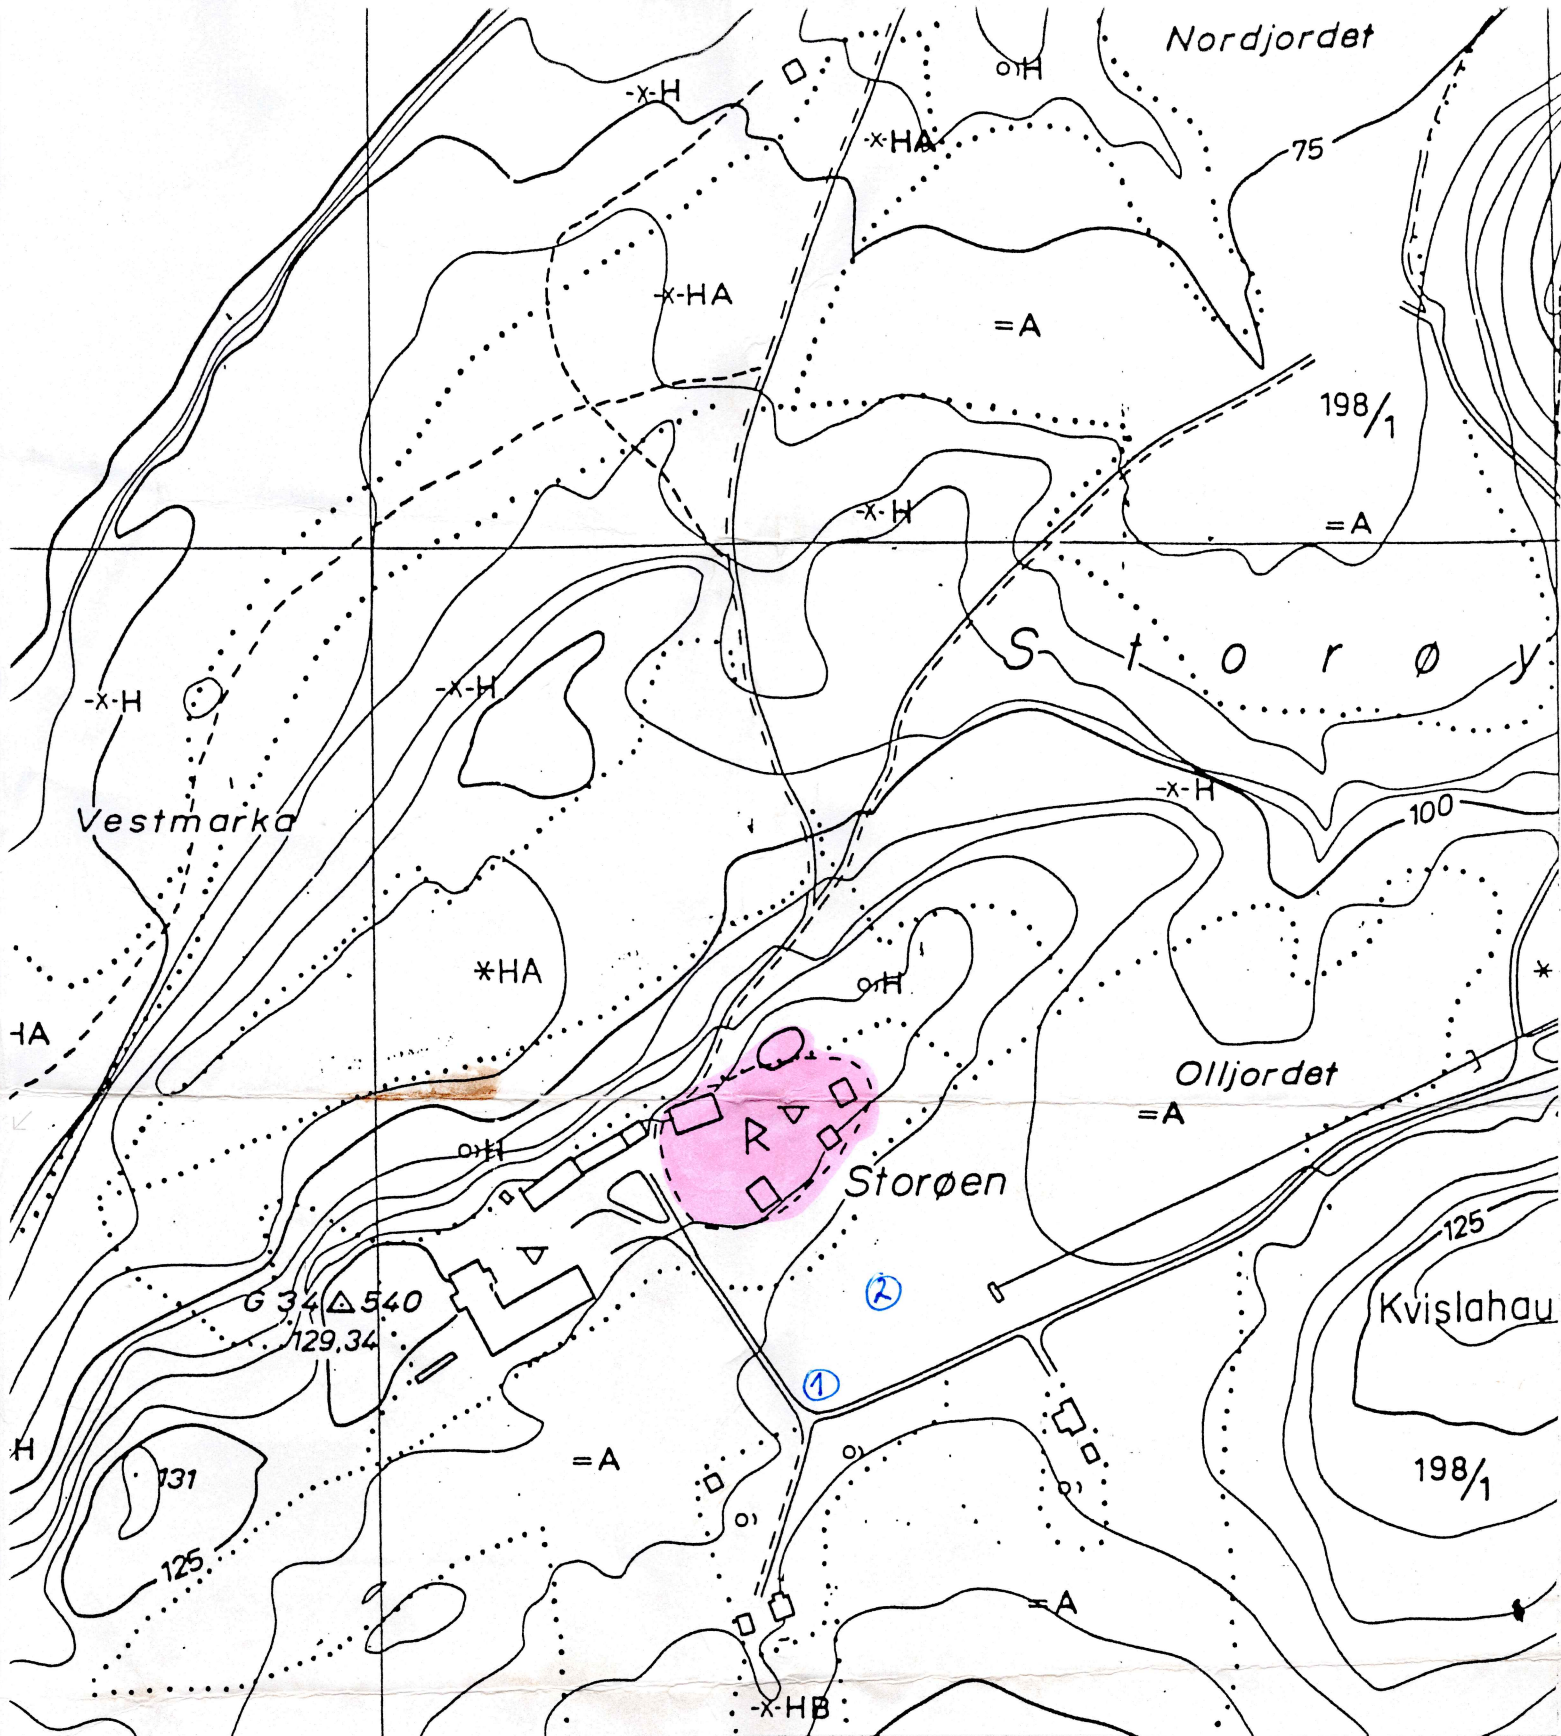 Nordjordet
-x-H
o)H
-x-HA
75
-x-HA
=A
198/1
-x-H
=A
Storøy
-x-H
-x-H
-x-H
100
Vestmarka
*HA
o)H
*
HA
Olljordet
=A
R
o)H
Storøen
125
2
G 34 540
129,34
Kvislahau
1
H
131
=A
o)
198/1
o)
o)
125
=A
-x-HB